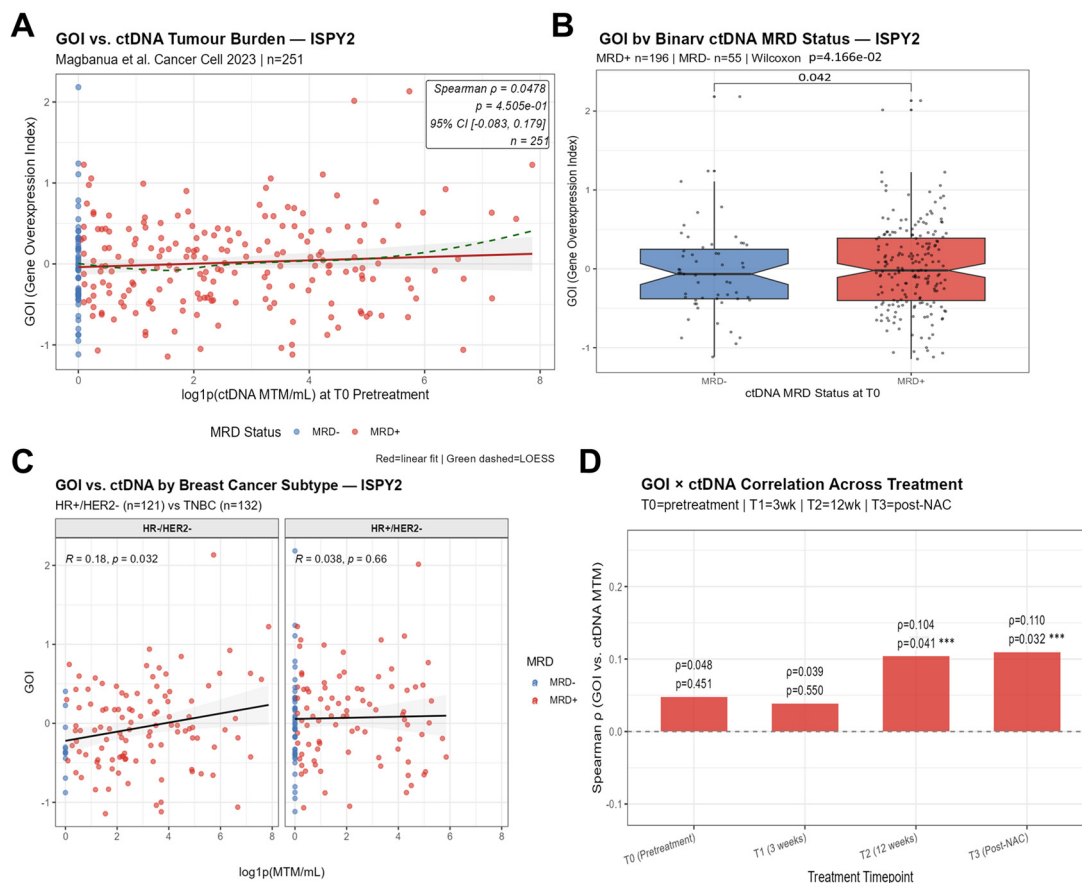 A
GOI vs. ctDNA Tumour Burden — ISPY2
Magbanua et al. Cancer Cell 2023 | n=251
Spearman ρ = 0.0478
p = 4.505e-01
95% CI [-0.083, 0.179]
n = 251
GOI (Gene Overexpression Index)
2
1
0
-1
0 2 4 6 8
log1p(ctDNA MTM/mL) at T0 Pretreatment
MRD Status MRD- MRD+
Red=linear fit | Green dashed=LOESS
B
GOI by Binary ctDNA MRD Status — ISPY2
MRD+ n=196 | MRD- n=55 | Wilcoxon p=4.166e-02
0.042
GOI (Gene Overexpression Index)
2
1
0
-1
MRD- MRD+
ctDNA MRD Status at T0
C
GOI vs. ctDNA by Breast Cancer Subtype — ISPY2
HR+/HER2- (n=121) vs TNBC (n=132)
HR-/HER2- HR+/HER2-
R = 0.18, p = 0.032
R = 0.038, p = 0.66
GOI
2
1
0
-1
0 2 4 6 8
0 2 4 6 8
log1p(MTM/mL)
MRD
MRD-
MRD+
D
GOI × ctDNA Correlation Across Treatment
T0=pretreatment | T1=3wk | T2=12wk | T3=post-NAC
Spearman ρ (GOI vs. ctDNA MTM)
0.2
0.1
0.0
-0.1
ρ=0.048
p=0.451
ρ=0.039
p=0.550
ρ=0.104
p=0.041 ***
ρ=0.110
p=0.032 ***
T0 (Pretreatment)
T1 (3 weeks)
T2 (12 weeks)
T3 (Post-NAC)
Treatment Timepoint